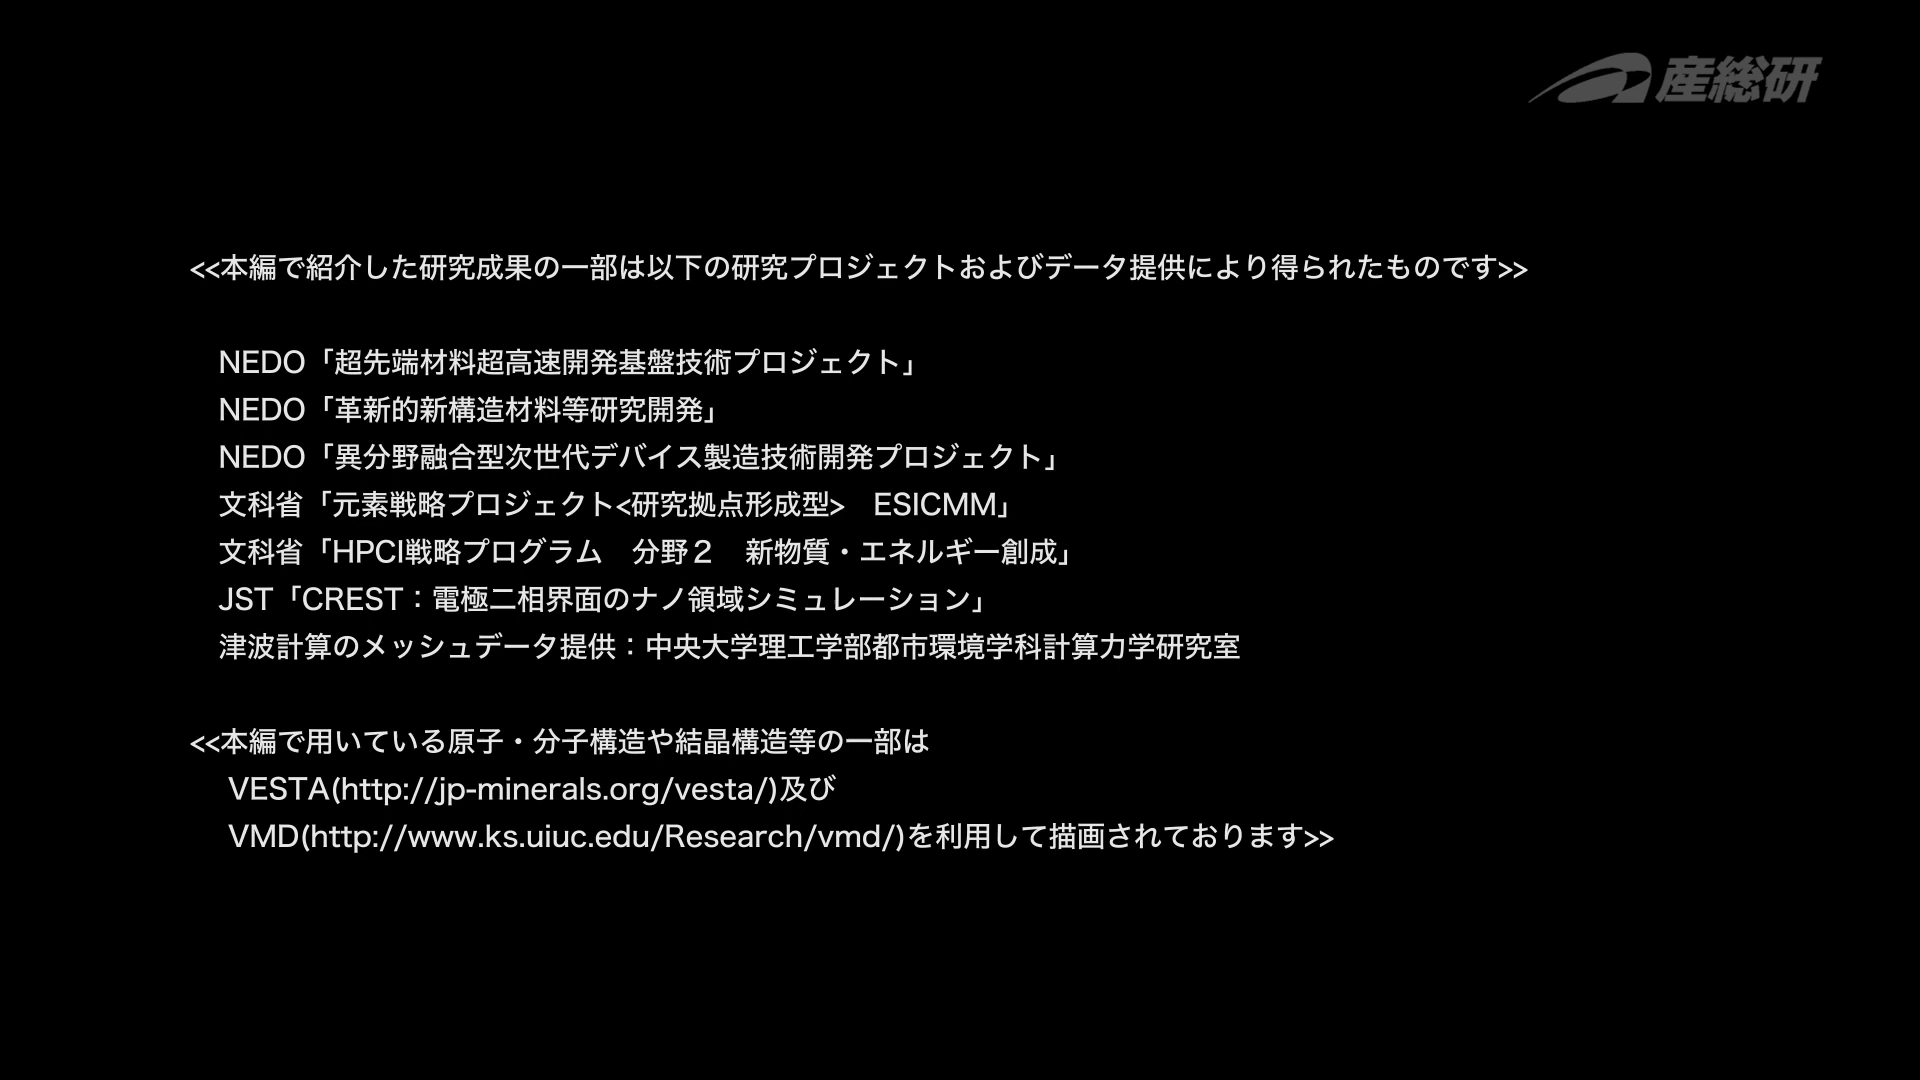 産総研
<<本編で紹介した研究成果の一部は以下の研究プロジェクトおよびデータ提供により得られたものです>>
NEDO「超先端材料超高速開発基盤技術プロジェクト」
NEDO「革新的新構造材料等研究開発」
NEDO「異分野融合型次世代デバイス製造技術開発プロジェクト」
文科省「元素戦略プロジェクト<研究拠点形成型>　ESICMM」
文科省「HPCI戦略プログラム　分野２　新物質・エネルギー創成」
JST「CREST：電極二相界面のナノ領域シミュレーション」
津波計算のメッシュデータ提供：中央大学理工学部都市環境学科計算力学研究室
<<本編で用いている原子・分子構造や結晶構造等の一部は
VESTA(http://jp-minerals.org/vesta/)及び
VMD(http://www.ks.uiuc.edu/Research/vmd/)を利用して描画されております>>